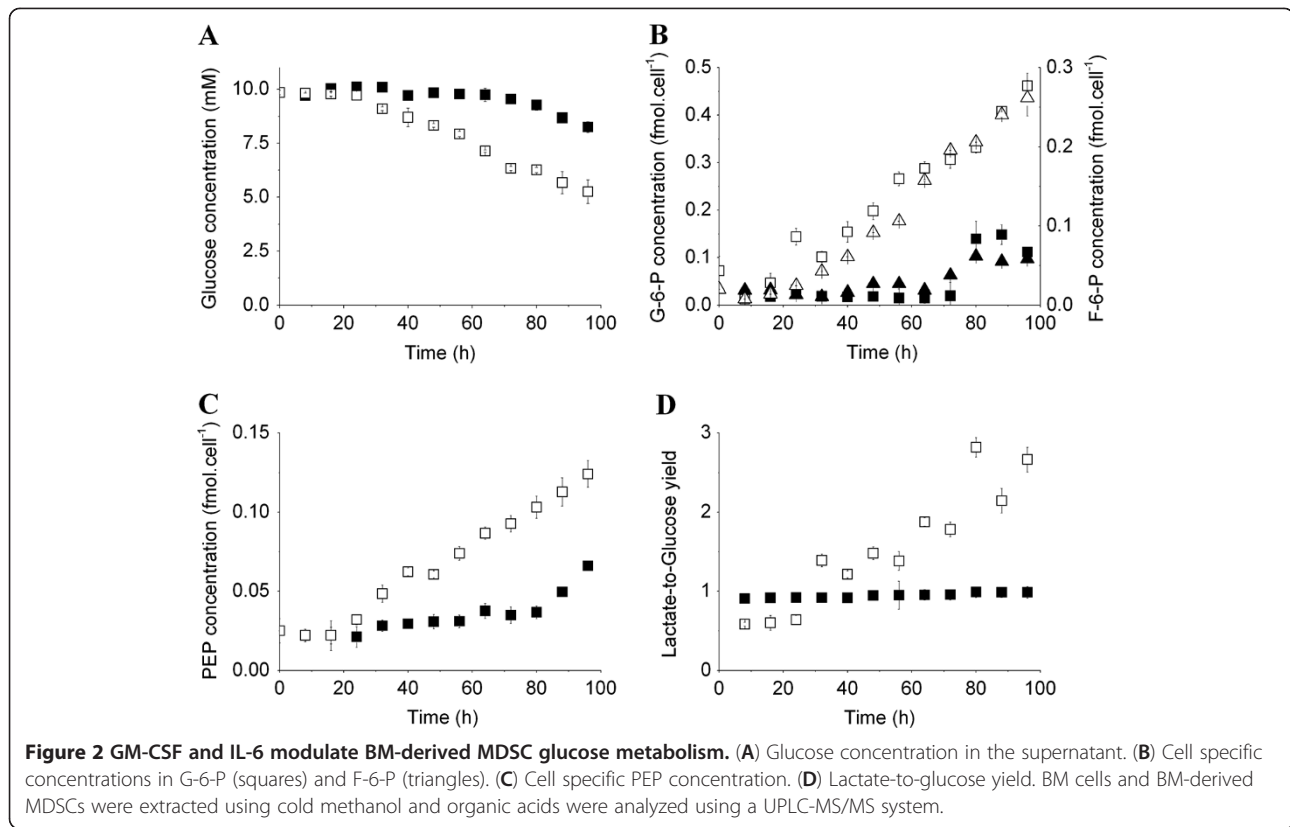 A
Glucose concentration (mM)
10.0
7.5
5.0
2.5
0.0
0 20 40 60 80 100
Time (h)
B
G-6-P concentration (fmol.cell⁻¹)
0.5
0.4
0.3
0.2
0.1
0.0
0.3
0.2
0.1
0.0
F-6-P concentration (fmol.cell⁻¹)
0 20 40 60 80 100
Time (h)
C
PEP concentration (fmol.cell⁻¹)
0.15
0.10
0.05
0.00
0 20 40 60 80 100
Time (h)
D
Lactate-to-Glucose yield
3
2
1
0
0 20 40 60 80 100
Time (h)
Figure 2 GM-CSF and IL-6 modulate BM-derived MDSC glucose metabolism. (A) Glucose concentration in the supernatant. (B) Cell specific
concentrations in G-6-P (squares) and F-6-P (triangles). (C) Cell specific PEP concentration. (D) Lactate-to-glucose yield. BM cells and BM-derived
MDSCs were extracted using cold methanol and organic acids were analyzed using a UPLC-MS/MS system.